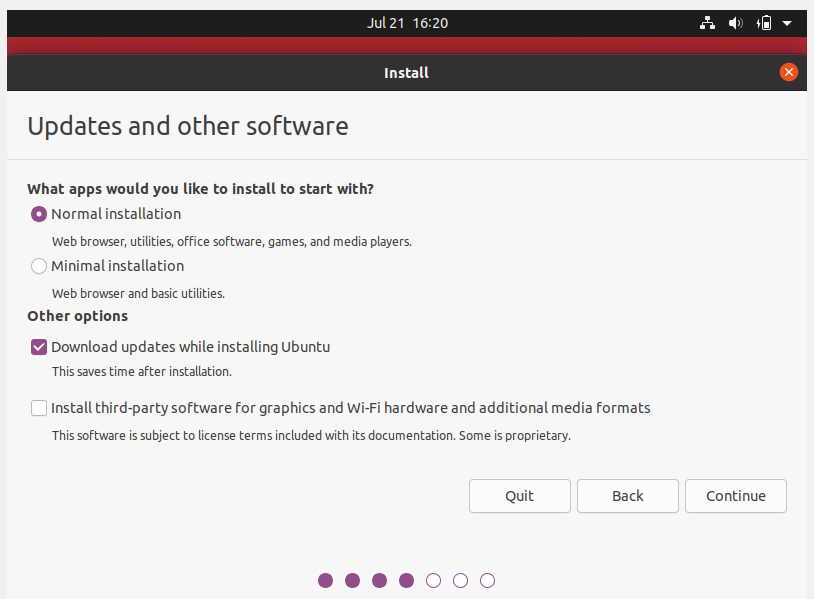 Jul 21 16:20
Install
Updates and other software
What apps would you like to install to start with?
Normal installation
Web browser, utilities, office software, games, and media players.
Minimal installation
Web browser and basic utilities.
Other options
Download updates while installing Ubuntu
This saves time after installation.
Install third-party software for graphics and Wi-Fi hardware and additional media formats
This software is subject to license terms included with its documentation. Some is proprietary.
Quit Back Continue